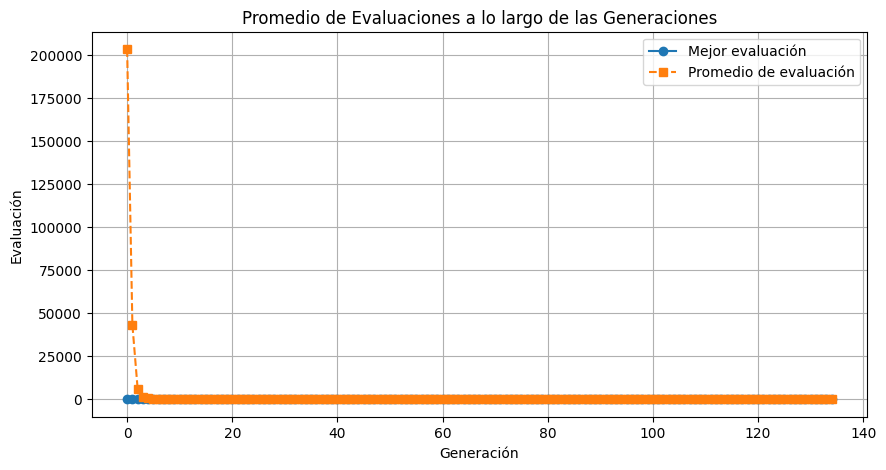 Promedio de Evaluaciones a lo largo de las Generaciones
Mejor evaluación
Promedio de evaluación
Evaluación
200000
175000
150000
125000
100000
75000
50000
25000
0
0 20 40 60 80 100 120 140
Generación